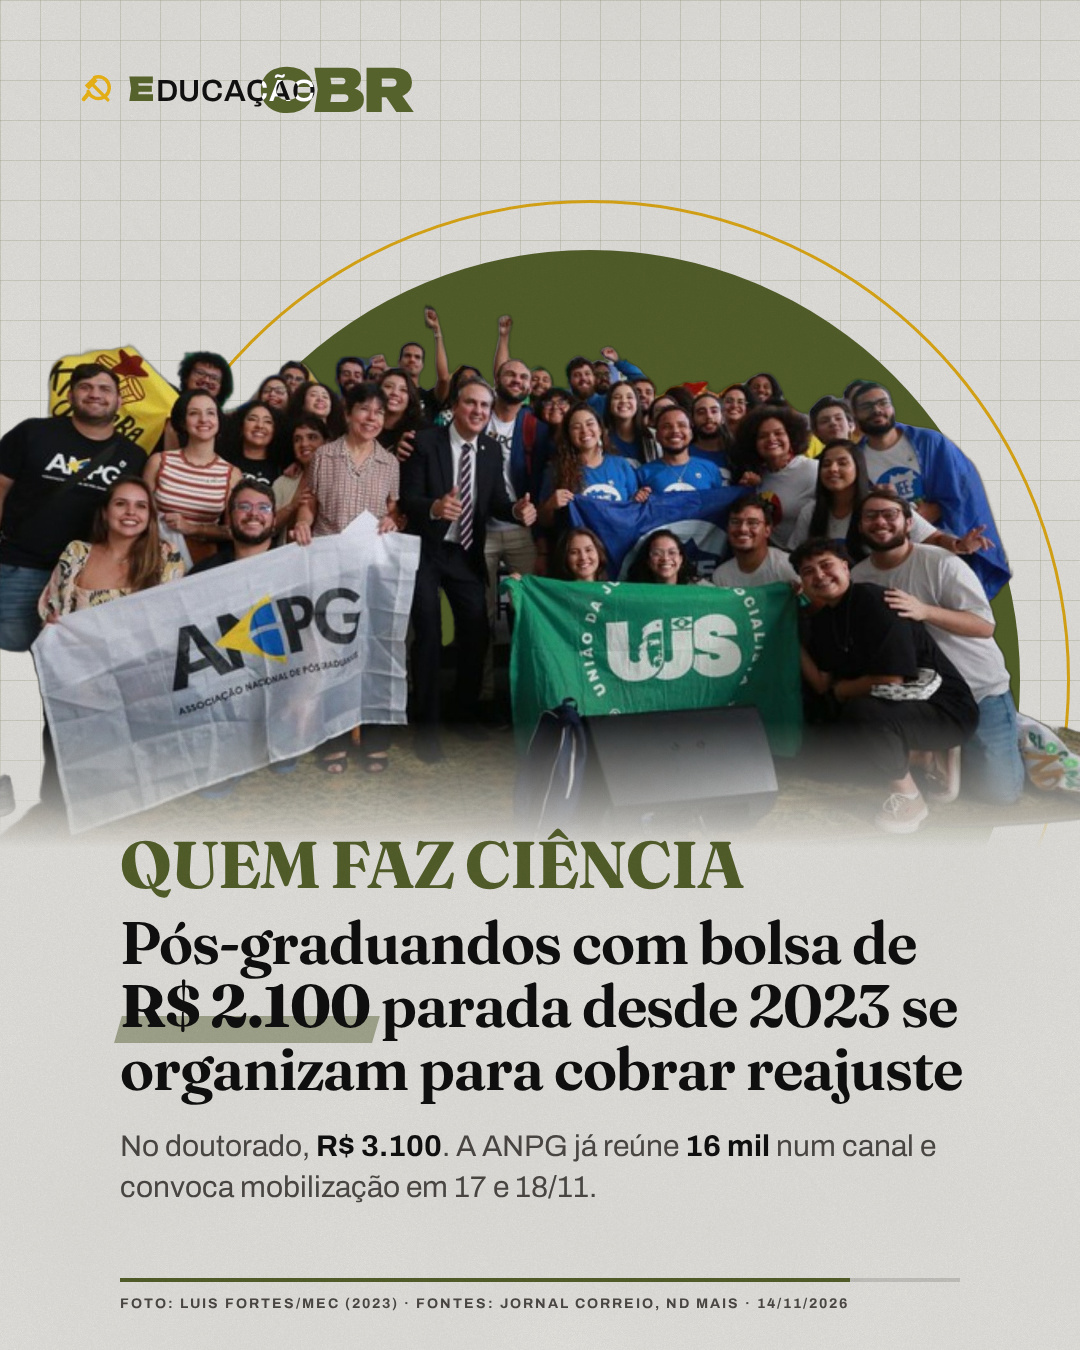 EDUCAÇÃO BR
ANPG
ANPG
ASSOCIAÇÃO NACIONAL DE PÓS-GRADUANDOS
UNIÃO DA JU
SOCIALIS
UJS
QUEM FAZ CIÊNCIA
Pós-graduandos com bolsa de
R$ 2.100 parada desde 2023 se
organizam para cobrar reajuste
No doutorado, R$ 3.100. A ANPG já reúne 16 mil num canal e
convoca mobilização em 17 e 18/11.
FOTO: LUIS FORTES/MEC (2023) · FONTES: JORNAL CORREIO, ND MAIS · 14/11/2026